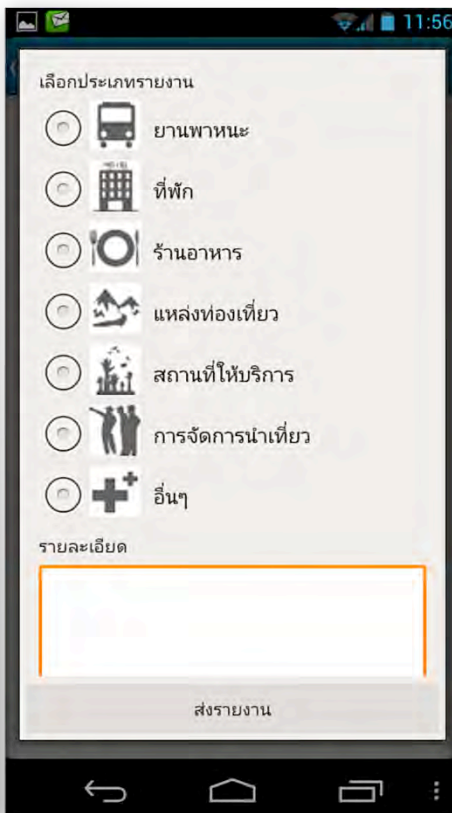 11:56
เลือกประเภทรายงาน
ยานพาหนะ
ที่พัก
ร้านอาหาร
แหล่งท่องเที่ยว
สถานที่ให้บริการ
การจัดการนำเที่ยว
อื่นๆ
รายละเอียด
ส่งรายงาน